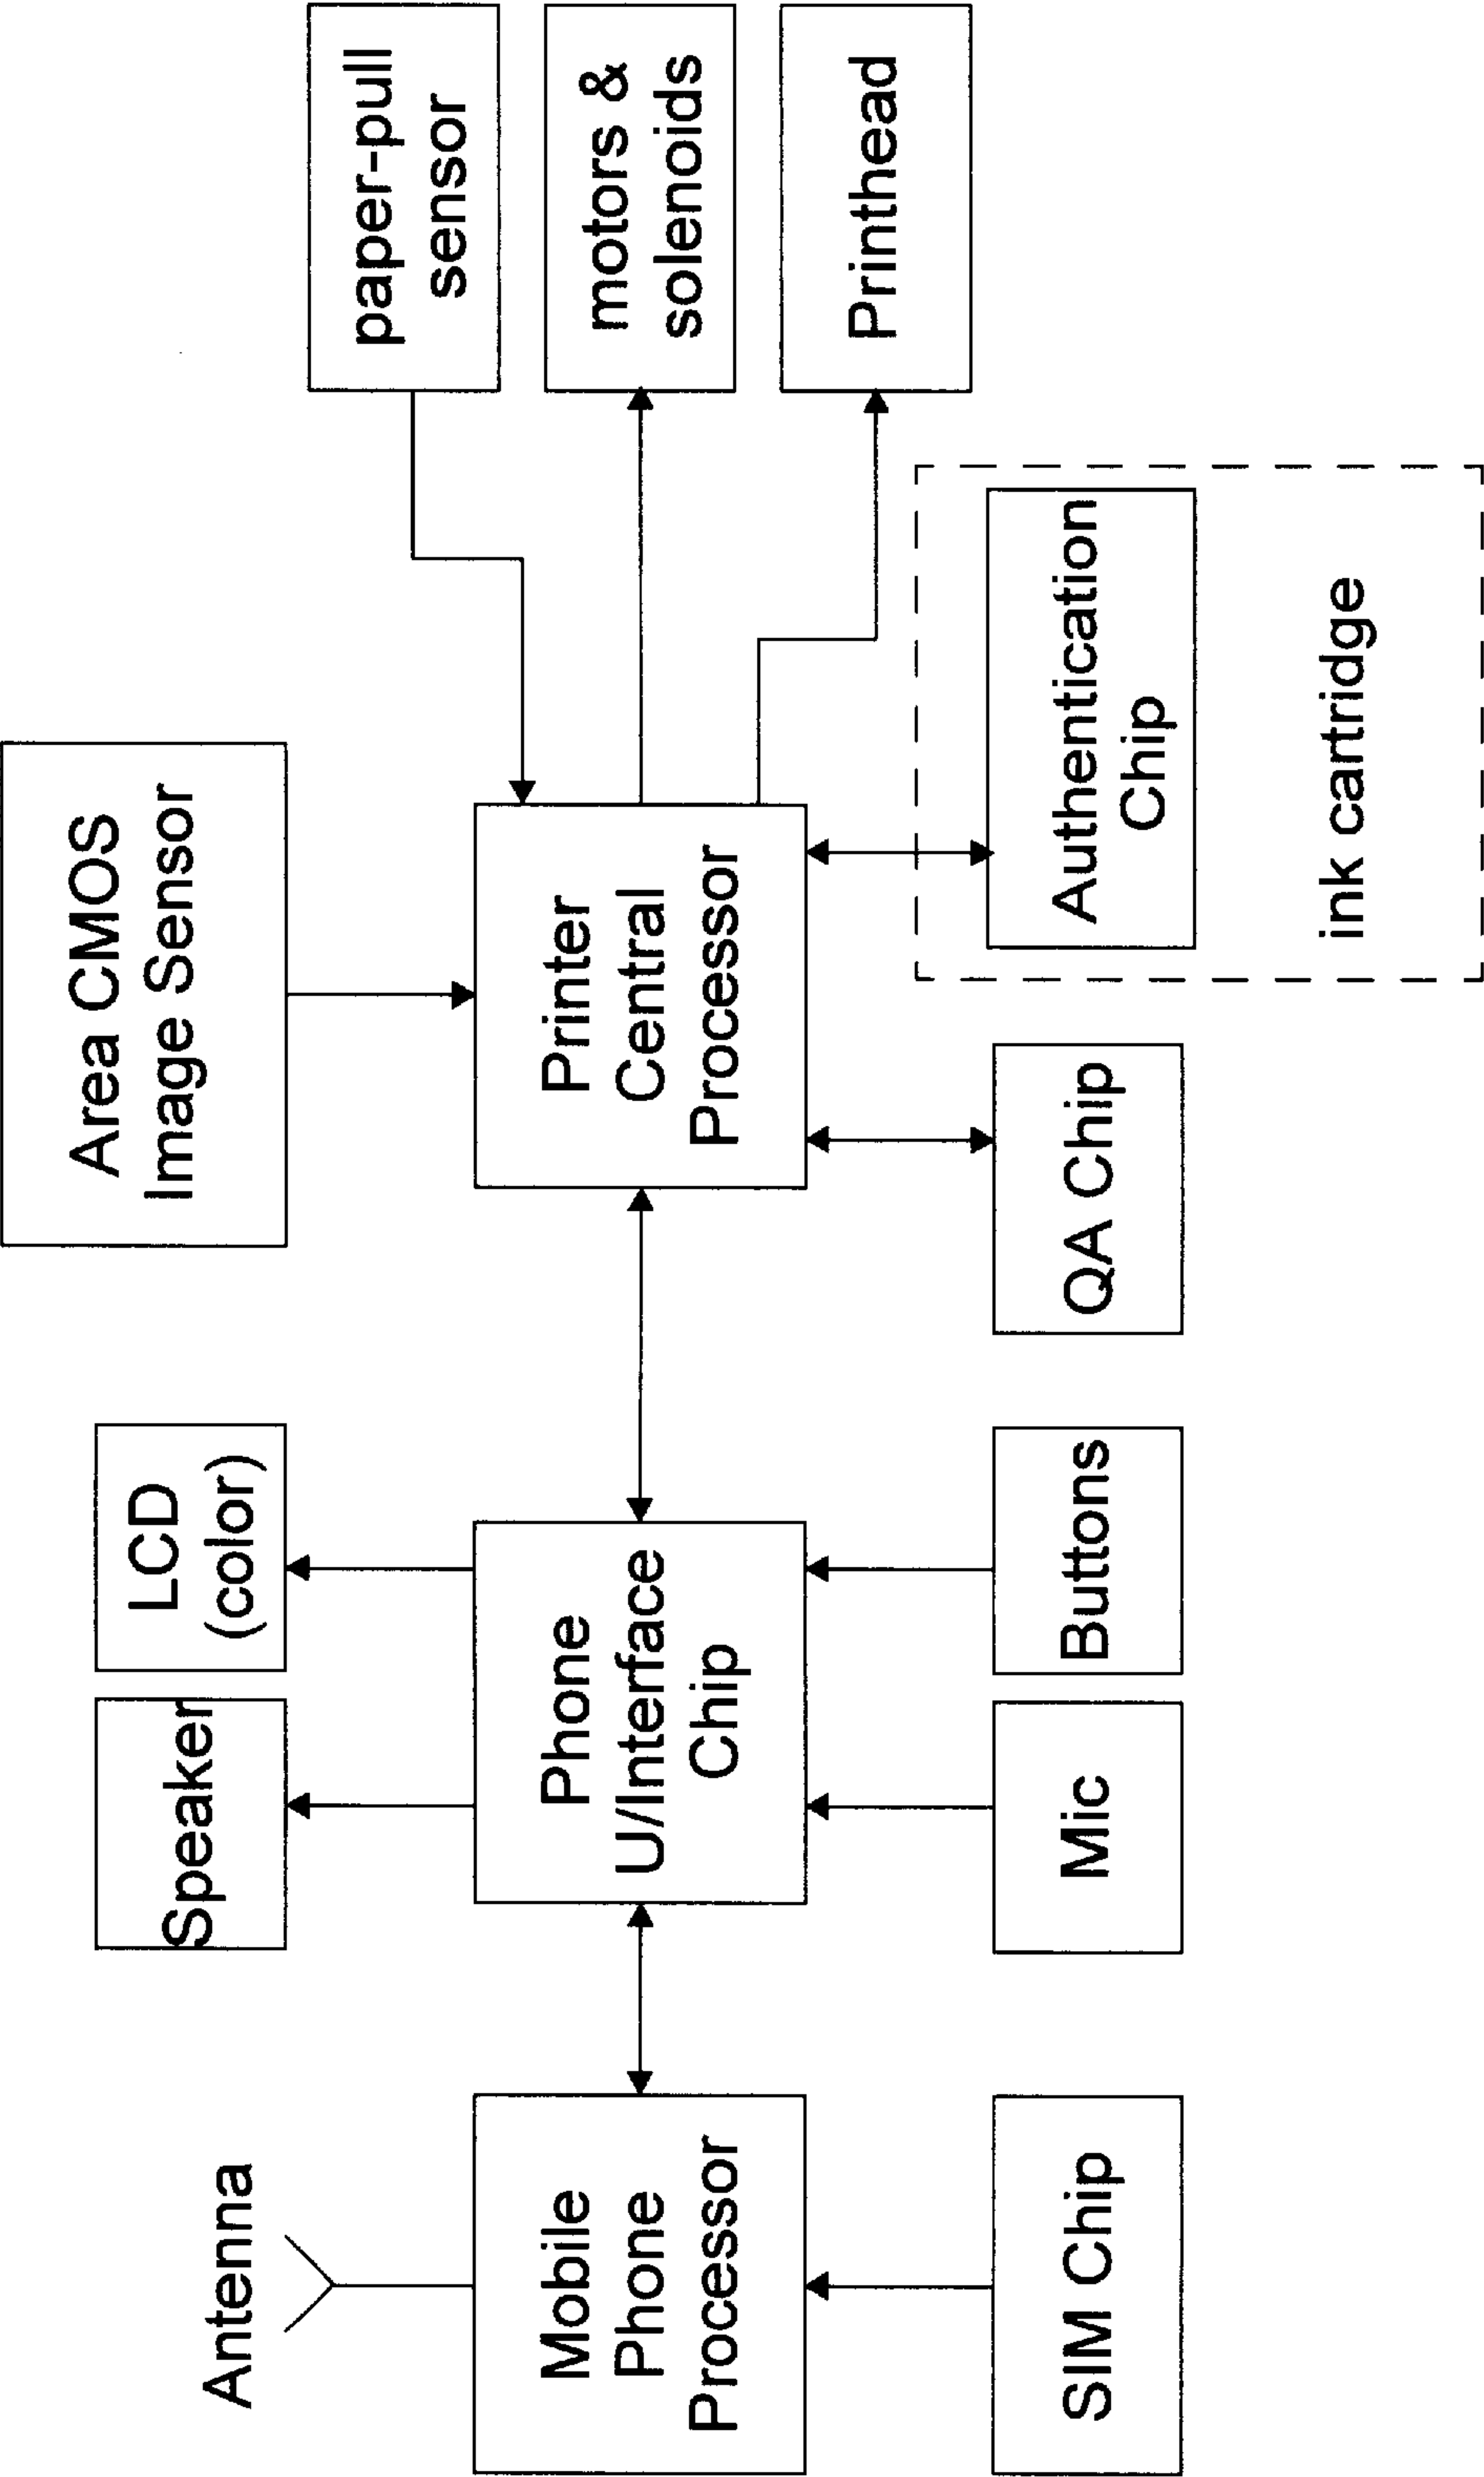 Antenna
Mobile
Phone
Processor
SIM Chip
Speaker
LCD
(color)
Phone
U/Interface
Chip
Mic
Buttons
Area CMOS
Image Sensor
Printer
Central
Processor
QA Chip
Authentication
Chip
ink cartridge
paper-pull
sensor
motors &
solenoids
Printhead